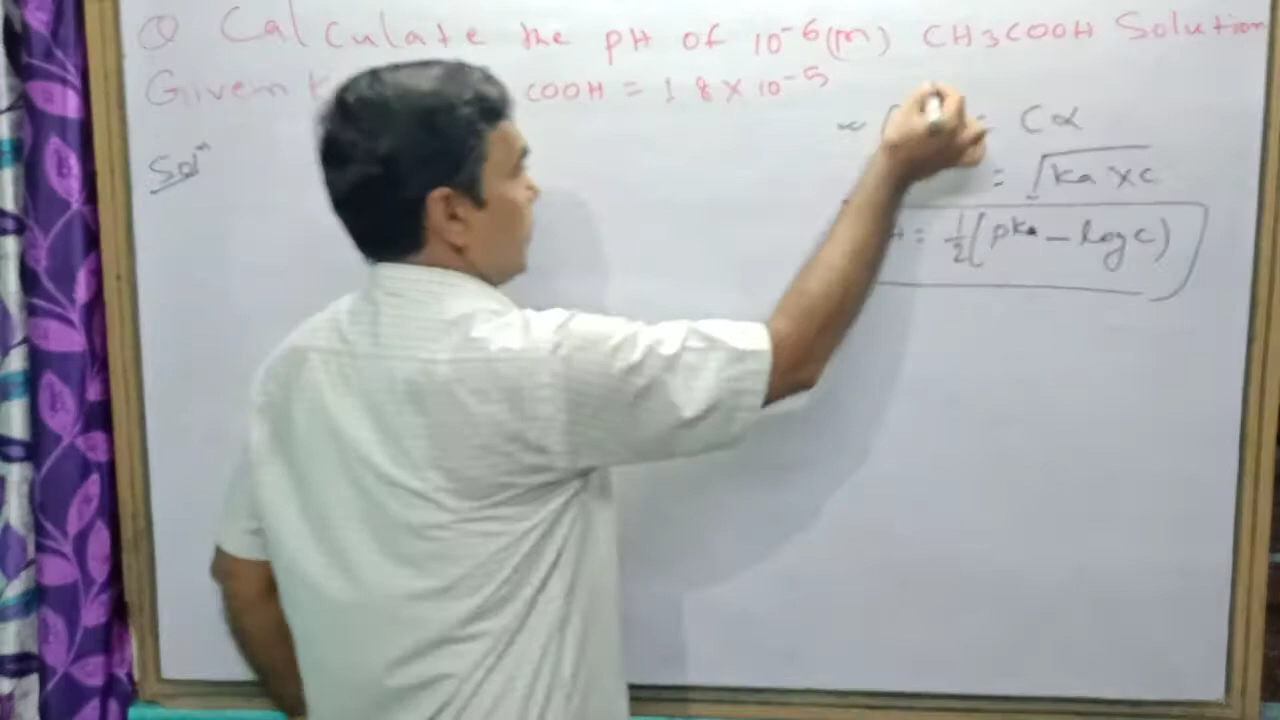 Q Calculate the pH of 10⁻⁶(M) CH3COOH Solution
Given COOH = 1.8 × 10⁻⁵
Solⁿ
= Cα
= √Ka×C
= 1/2 (pKa - log C)